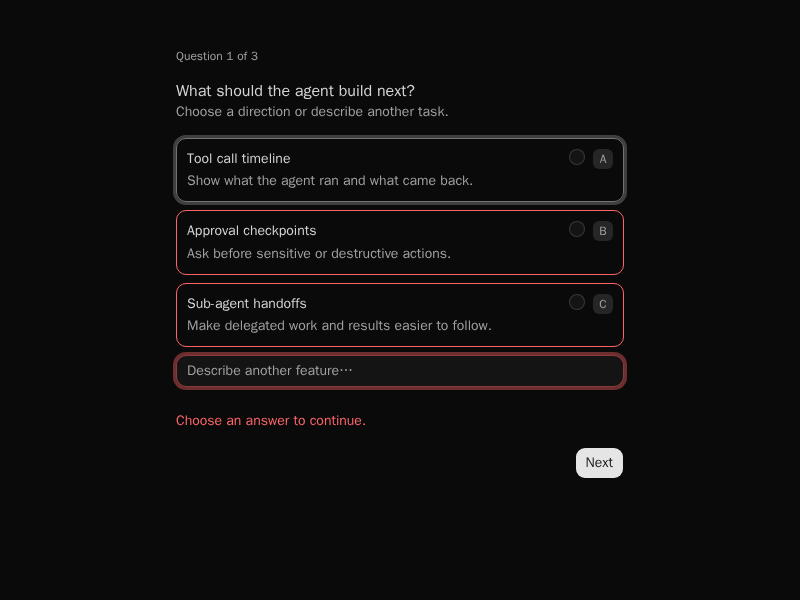 Question 1 of 3
What should the agent build next?
Choose a direction or describe another task.
Tool call timeline
A
Show what the agent ran and what came back.
Approval checkpoints
B
Ask before sensitive or destructive actions.
Sub-agent handoffs
C
Make delegated work and results easier to follow.
Describe another feature…
Choose an answer to continue.
Next